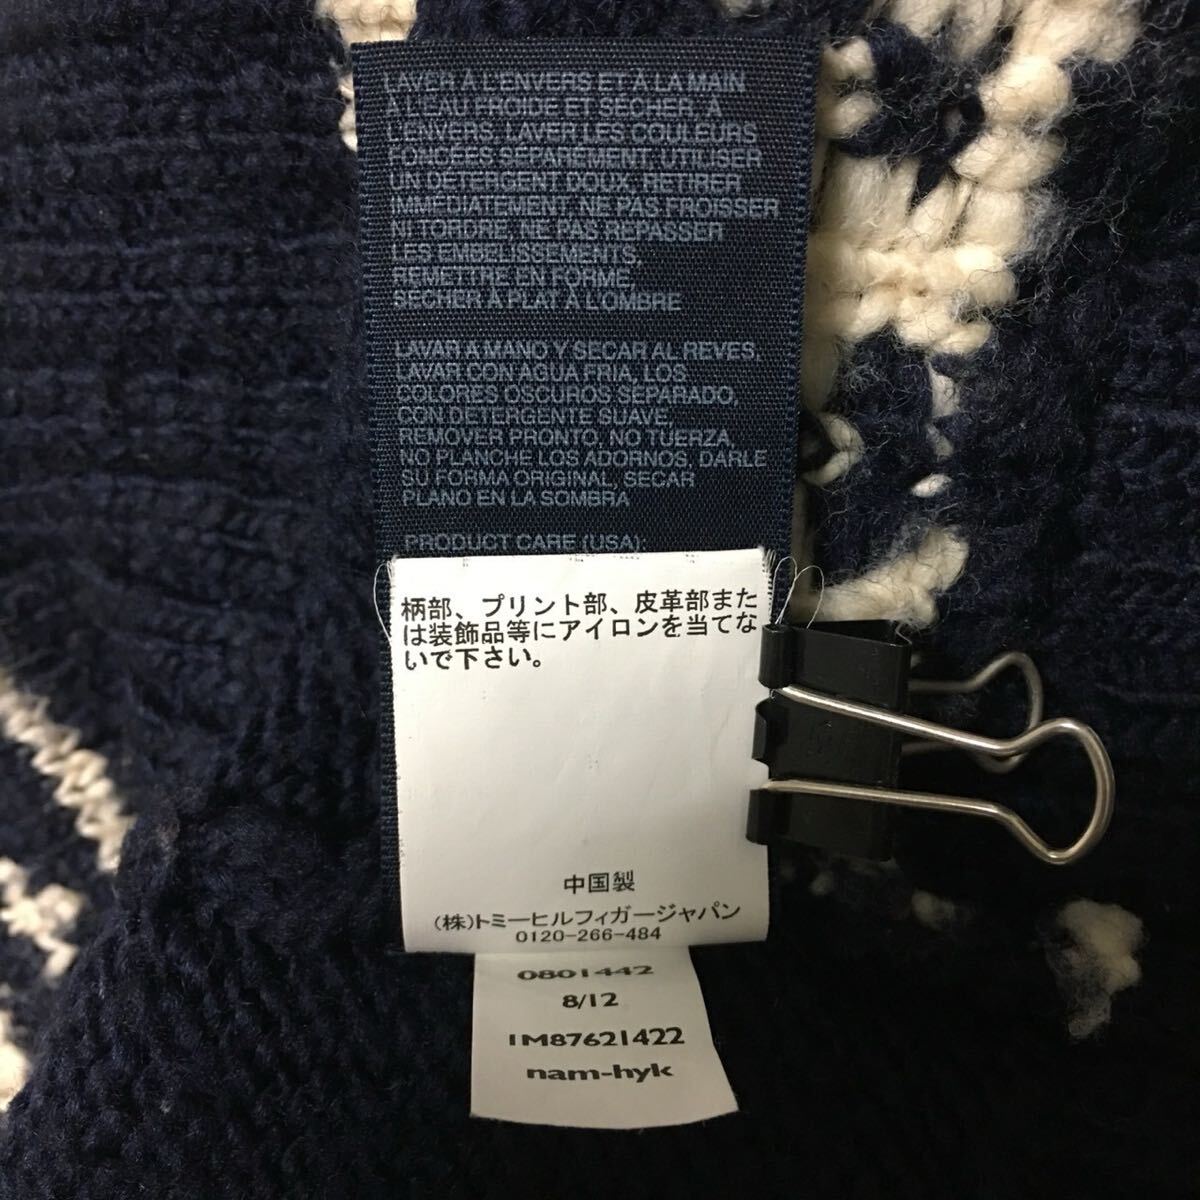 LAVER À L'ENVERS ET À LA MAIN
À L'EAU FROIDE ET SÉCHER, À
L'ENVERS, LAVER LES COULEURS
FONCÉES SÉPARÉMENT, UTILISER
UN DÉTERGENT DOUX, RETIRER
IMMÉDIATEMENT, NE PAS FROISSER
NI TORDRE, NE PAS REPASSER
LES EMBELISSEMENTS,
REMETTRE EN FORME,
SÉCHER À PLAT À L'OMBRE
LAVAR A MANO Y SECAR AL REVES,
LAVAR CON AGUA FRIA, LOS
COLORES OSCUROS SEPARADO,
CON DETERGENTE SUAVE,
REMOVER PRONTO, NO TUERZA,
NO PLANCHE LOS ADORNOS, DARLE
SU FORMA ORIGINAL, SECAR
PLANO EN LA SOMBRA
PRODUCT CARE (USA):
柄部、プリント部、皮革部また
は装飾品等にアイロンを当てな
いで下さい。
中国製
(株)トミーヒルフィガージャパン
0120-266-484
0801442
8/12
1M87621422
nam-hyk